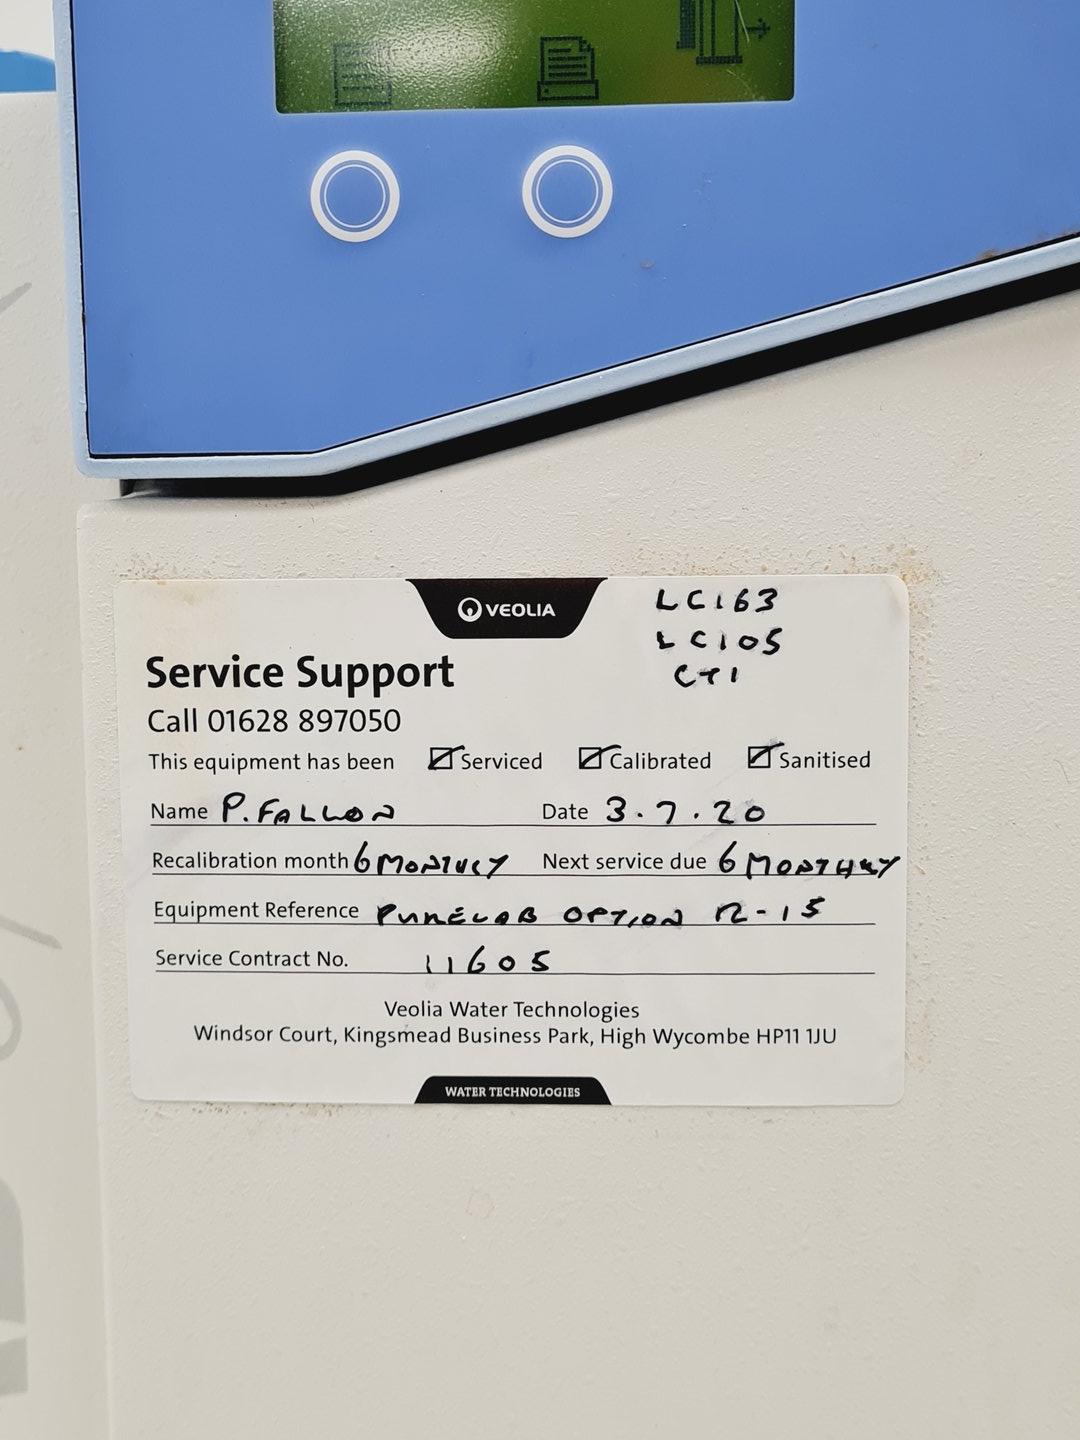 VEOLIA
LC163
LC105
CT1
Service Support
Call 01628 897050
This equipment has been Serviced Calibrated Sanitised
Name P. FALLON Date 3.7.20
Recalibration month 6 MONTHLY Next service due 6 MONTHLY
Equipment Reference PURELAB OPTION R-15
Service Contract No. 11605
Veolia Water Technologies
Windsor Court, Kingsmead Business Park, High Wycombe HP11 1JU
WATER TECHNOLOGIES